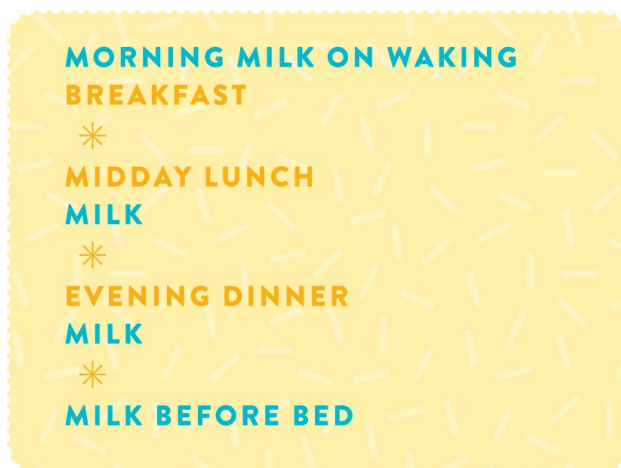 MORNING MILK ON WAKING
BREAKFAST
MIDDAY LUNCH
MILK
EVENING DINNER
MILK
MILK BEFORE BED